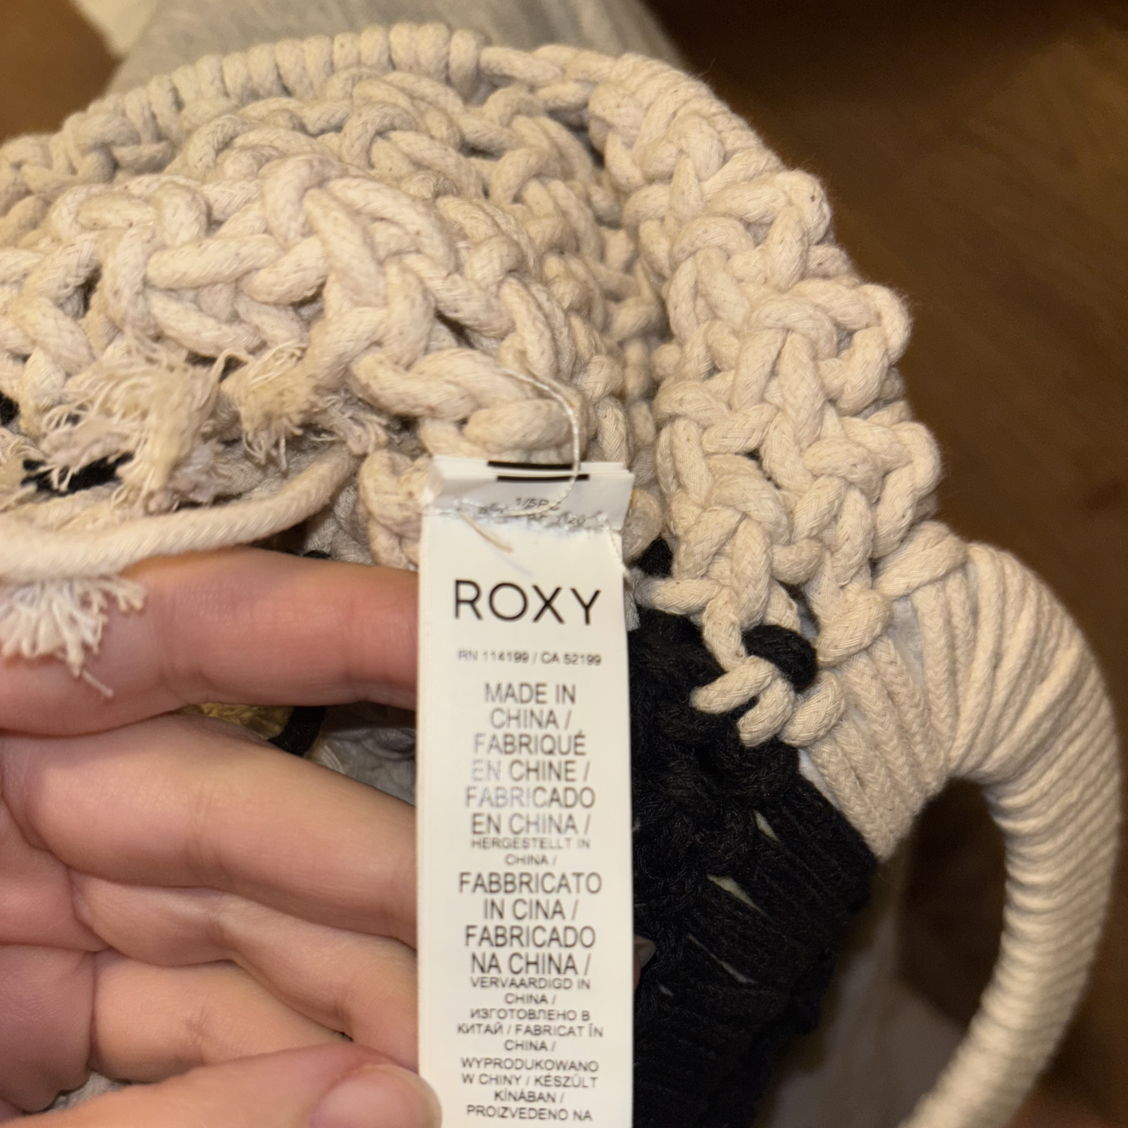 ROXY
RN 114199 / CA 52199
MADE IN
CHINA /
FABRIQUÉ
EN CHINE /
FABRICADO
EN CHINA /
HERGESTELLT IN
CHINA /
FABBRICATO
IN CINA /
FABRICADO
NA CHINA /
VERVAARDIGD IN
CHINA /
ИЗГОТОВЛЕНО В
КИТАЙ / FABRICAT ÎN
CHINA /
WYPRODUKOWANO
W CHINY / KÉSZÜLT
KÍNÁBAN /
PROIZVEDENO NA